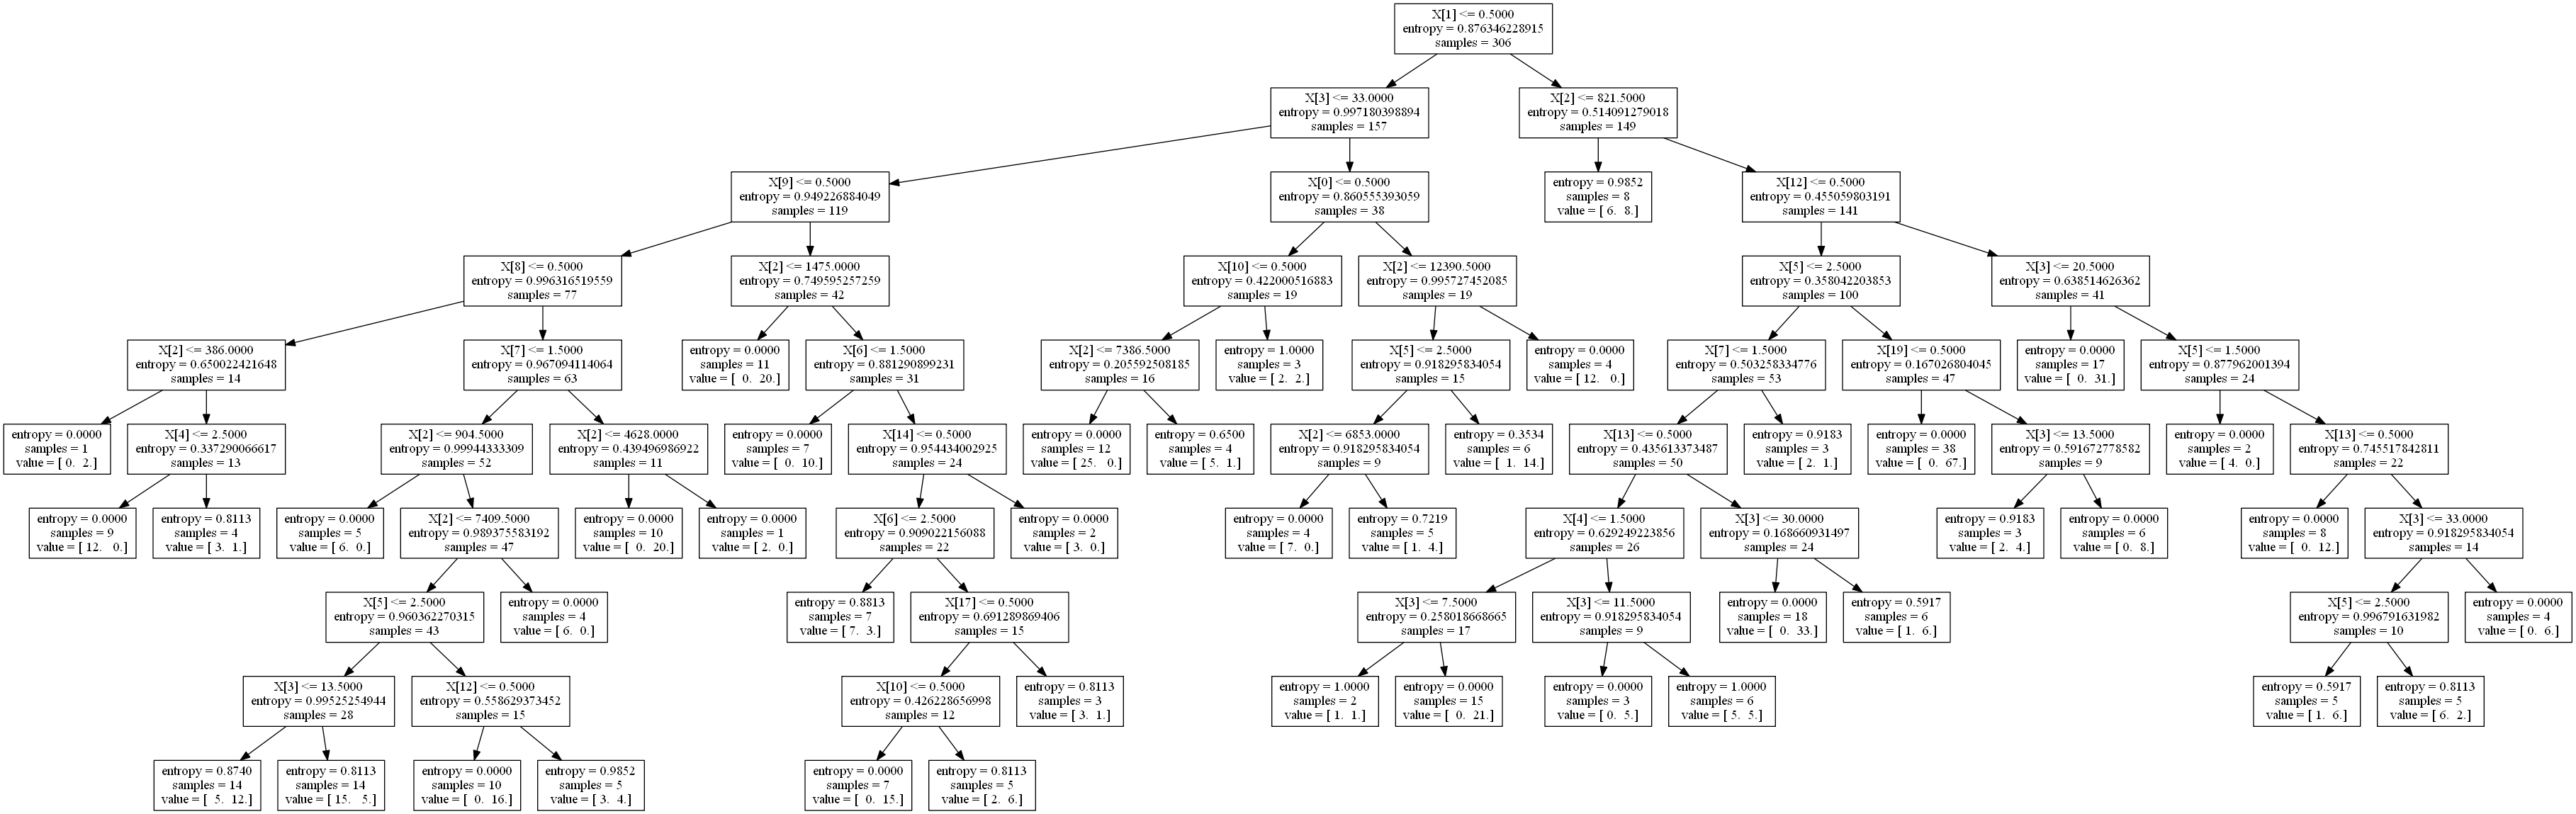 X[1] <= 0.5000
entropy = 0.876346228915
samples = 306
X[3] <= 33.0000
entropy = 0.997180398894
samples = 157
X[2] <= 821.5000
entropy = 0.514091279018
samples = 149
X[9] <= 0.5000
entropy = 0.949226884049
samples = 119
X[0] <= 0.5000
entropy = 0.860555393059
samples = 38
entropy = 0.9852
samples = 8
value = [ 6. 8.]
X[12] <= 0.5000
entropy = 0.455059803191
samples = 141
X[8] <= 0.5000
entropy = 0.996316519559
samples = 77
X[2] <= 1475.0000
entropy = 0.749595257259
samples = 42
X[10] <= 0.5000
entropy = 0.422000516883
samples = 19
X[2] <= 12390.5000
entropy = 0.995727452085
samples = 19
X[5] <= 2.5000
entropy = 0.358042203853
samples = 100
X[3] <= 20.5000
entropy = 0.638514626362
samples = 41
X[2] <= 386.0000
entropy = 0.650022421648
samples = 14
X[7] <= 1.5000
entropy = 0.967094114064
samples = 63
entropy = 0.0000
samples = 11
value = [ 0. 20.]
X[6] <= 1.5000
entropy = 0.881290899231
samples = 31
X[2] <= 7386.5000
entropy = 0.205592508185
samples = 16
entropy = 1.0000
samples = 3
value = [ 2. 2.]
X[5] <= 2.5000
entropy = 0.918295834054
samples = 15
entropy = 0.0000
samples = 4
value = [ 12. 0.]
X[7] <= 1.5000
entropy = 0.503258334776
samples = 53
X[19] <= 0.5000
entropy = 0.167026804045
samples = 47
entropy = 0.0000
samples = 17
value = [ 0. 31.]
X[5] <= 1.5000
entropy = 0.877962001394
samples = 24
entropy = 0.0000
samples = 1
value = [ 0. 2.]
X[4] <= 2.5000
entropy = 0.337290066617
samples = 13
X[2] <= 904.5000
entropy = 0.99944333309
samples = 52
X[2] <= 4628.0000
entropy = 0.439496986922
samples = 11
entropy = 0.0000
samples = 7
value = [ 0. 10.]
X[14] <= 0.5000
entropy = 0.954434002925
samples = 24
entropy = 0.0000
samples = 12
value = [ 25. 0.]
entropy = 0.6500
samples = 4
value = [ 5. 1.]
X[2] <= 6853.0000
entropy = 0.918295834054
samples = 9
entropy = 0.3534
samples = 6
value = [ 1. 14.]
X[13] <= 0.5000
entropy = 0.435613373487
samples = 50
entropy = 0.9183
samples = 3
value = [ 2. 1.]
entropy = 0.0000
samples = 38
value = [ 0. 67.]
X[3] <= 13.5000
entropy = 0.591672778582
samples = 9
entropy = 0.0000
samples = 2
value = [ 4. 0.]
X[13] <= 0.5000
entropy = 0.745517842811
samples = 22
entropy = 0.0000
samples = 9
value = [ 12. 0.]
entropy = 0.8113
samples = 4
value = [ 3. 1.]
entropy = 0.0000
samples = 5
value = [ 6. 0.]
X[2] <= 7409.5000
entropy = 0.989375583192
samples = 47
entropy = 0.0000
samples = 10
value = [ 0. 20.]
entropy = 0.0000
samples = 1
value = [ 2. 0.]
X[6] <= 2.5000
entropy = 0.909022156088
samples = 22
entropy = 0.0000
samples = 2
value = [ 3. 0.]
entropy = 0.0000
samples = 4
value = [ 7. 0.]
entropy = 0.7219
samples = 5
value = [ 1. 4.]
X[4] <= 1.5000
entropy = 0.629249223856
samples = 26
X[3] <= 30.0000
entropy = 0.168660931497
samples = 24
entropy = 0.9183
samples = 3
value = [ 2. 4.]
entropy = 0.0000
samples = 6
value = [ 0. 8.]
entropy = 0.0000
samples = 8
value = [ 0. 12.]
X[3] <= 33.0000
entropy = 0.918295834054
samples = 14
X[5] <= 2.5000
entropy = 0.960362270315
samples = 43
entropy = 0.0000
samples = 4
value = [ 6. 0.]
entropy = 0.8813
samples = 7
value = [ 7. 3.]
X[17] <= 0.5000
entropy = 0.691289869406
samples = 15
X[3] <= 7.5000
entropy = 0.258018668665
samples = 17
X[3] <= 11.5000
entropy = 0.918295834054
samples = 9
entropy = 0.0000
samples = 18
value = [ 0. 33.]
entropy = 0.5917
samples = 6
value = [ 1. 6.]
X[5] <= 2.5000
entropy = 0.996791631982
samples = 10
entropy = 0.0000
samples = 4
value = [ 0. 6.]
X[3] <= 13.5000
entropy = 0.99525254944
samples = 28
X[12] <= 0.5000
entropy = 0.558629373452
samples = 15
X[10] <= 0.5000
entropy = 0.426228656998
samples = 12
entropy = 0.8113
samples = 3
value = [ 3. 1.]
entropy = 1.0000
samples = 2
value = [ 1. 1.]
entropy = 0.0000
samples = 15
value = [ 0. 21.]
entropy = 0.0000
samples = 3
value = [ 0. 5.]
entropy = 1.0000
samples = 6
value = [ 5. 5.]
entropy = 0.5917
samples = 5
value = [ 1. 6.]
entropy = 0.8113
samples = 5
value = [ 6. 2.]
entropy = 0.8740
samples = 14
value = [ 5. 12.]
entropy = 0.8113
samples = 14
value = [ 15. 5.]
entropy = 0.0000
samples = 10
value = [ 0. 16.]
entropy = 0.9852
samples = 5
value = [ 3. 4.]
entropy = 0.0000
samples = 7
value = [ 0. 15.]
entropy = 0.8113
samples = 5
value = [ 2. 6.]